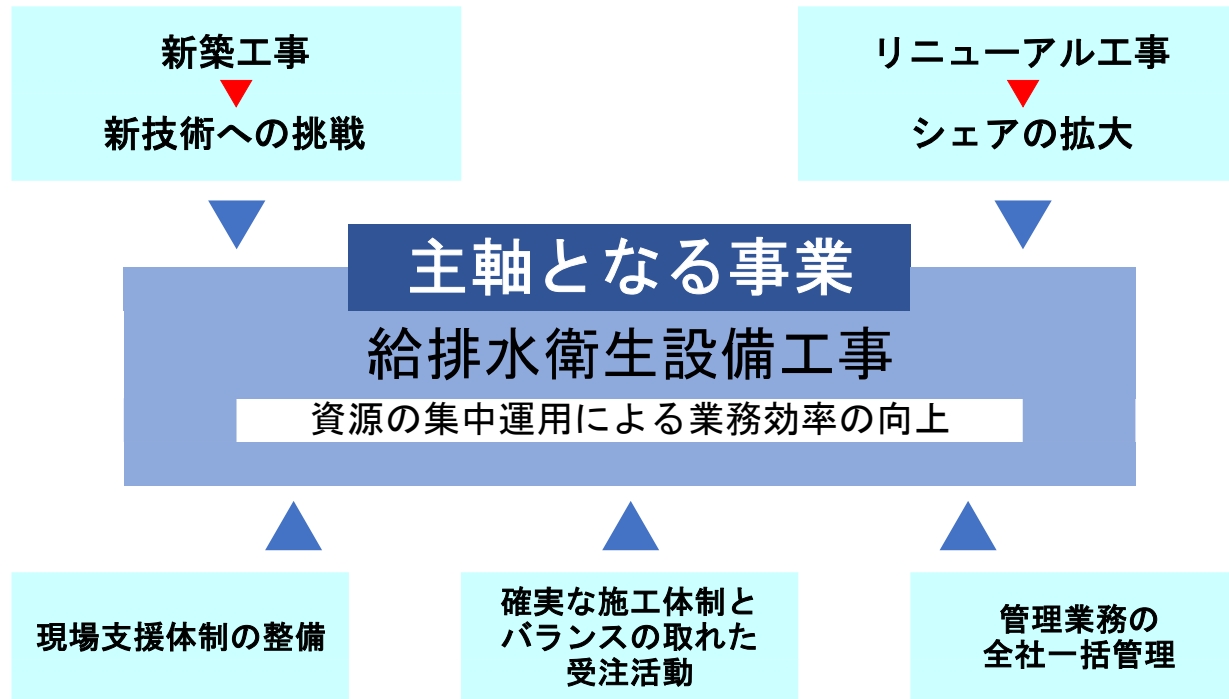 新築工事
新技術への挑戦
リニューアル工事
シェアの拡大
主軸となる事業
給排水衛生設備工事
資源の集中運用による業務効率の向上
現場支援体制の整備
確実な施工体制と
バランスの取れた
受注活動
管理業務の
全社一括管理